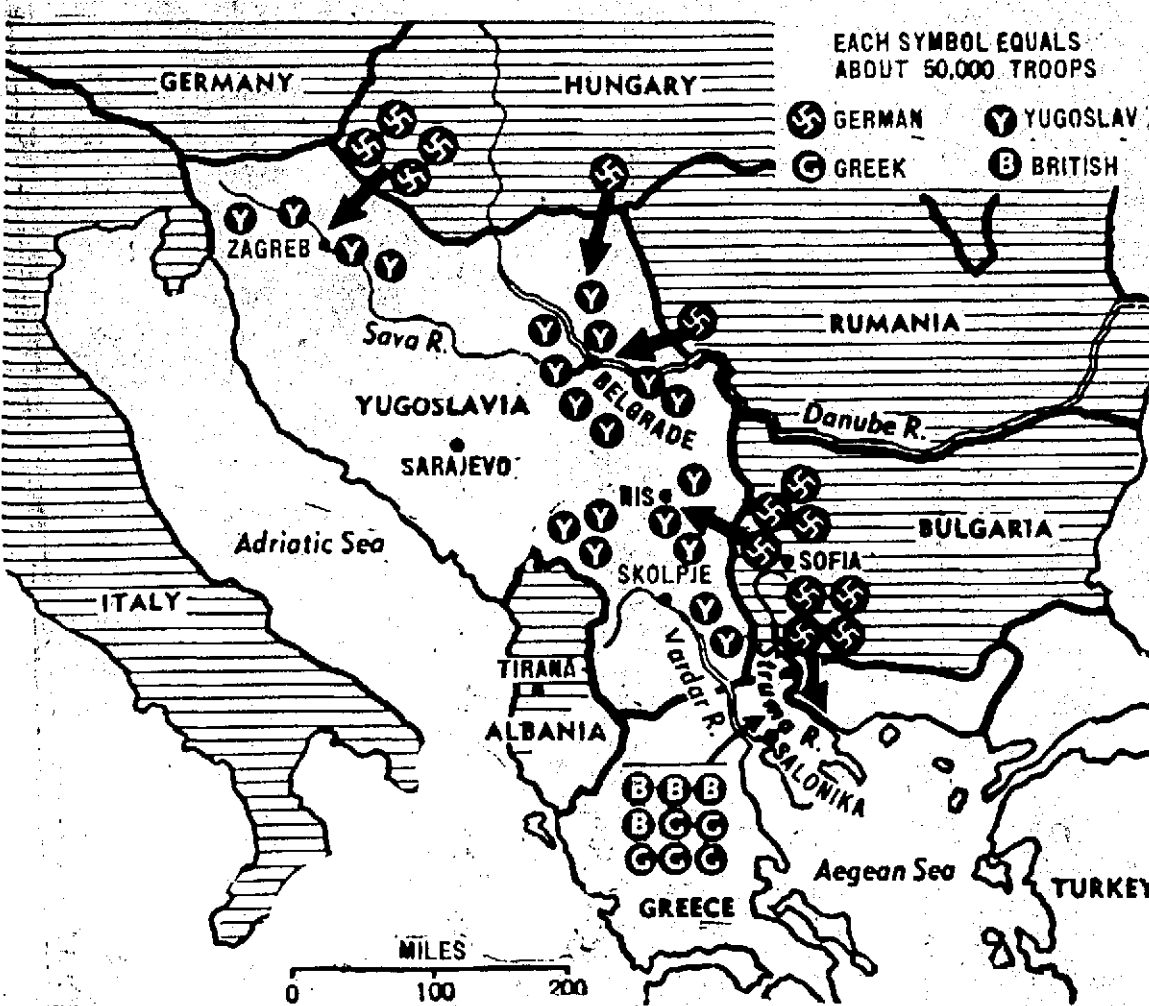 EACH SYMBOL EQUALS
ABOUT 50,000 TROOPS
GERMAN
Y YUGOSLAV
G GREEK
B BRITISH
GERMANY
HUNGARY
Y
Y
ZAGREB
Y
Y
Y
RUMANIA
Sava R.
Y
Y
Y
BELGRADE
Y
Y
YUGOSLAVIA
Y
Y
Danube R.
SARAJEVO
Y
NIS
Y
Y
Y
Y
Y
BULGARIA
Adriatic Sea
SOFIA
SKOLPJE
ITALY
Y
Y
Vardar R.
Struma R.
TIRANA
ALBANIA
SALONIKA
B B B
B G G
G G G
Aegean Sea
TURKEY
GREECE
MILES
0 100 200